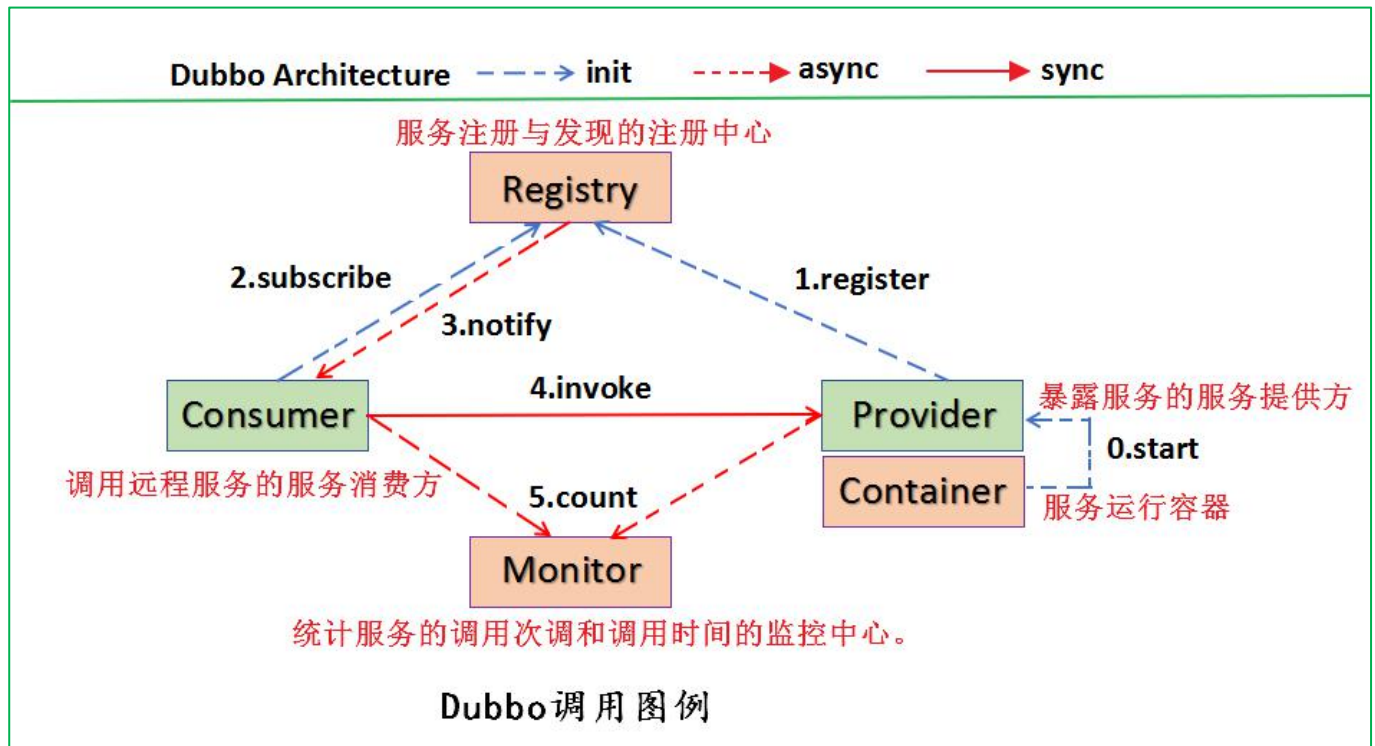 Dubbo Architecture init async sync
服务注册与发现的注册中心
Registry
2.subscribe
1.register
3.notify
4.invoke
Consumer
Provider
暴露服务的服务提供方
0.start
调用远程服务的服务消费方
5.count
Container
服务运行容器
Monitor
统计服务的调用次调和调用时间的监控中心。
Dubbo调用图例